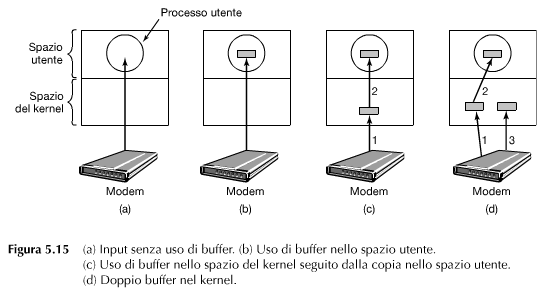 Processo utente
Spazio
utente
Spazio
del kernel
2
2
1
1
3
Modem
Modem
Modem
Modem
(a)
(b)
(c)
(d)
Figura 5.15 (a) Input senza uso di buffer. (b) Uso di buffer nello spazio utente.
(c) Uso di buffer nello spazio del kernel seguito dalla copia nello spazio utente.
(d) Doppio buffer nel kernel.